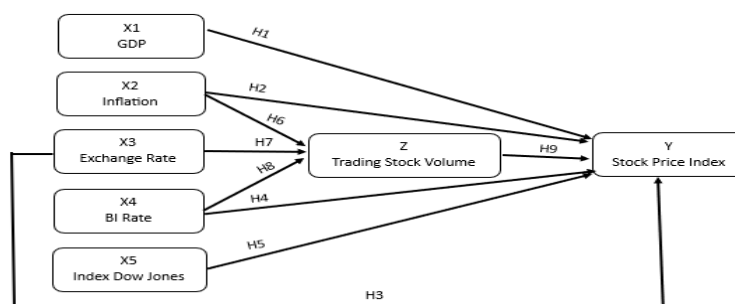 X1
GDP
H1
X2
Inflation
H2
H6
X3
Exchange Rate
H7
Z
Trading Stock Volume
H9
Y
Stock Price Index
H8
X4
BI Rate
H4
X5
Index Dow Jones
H5
H3